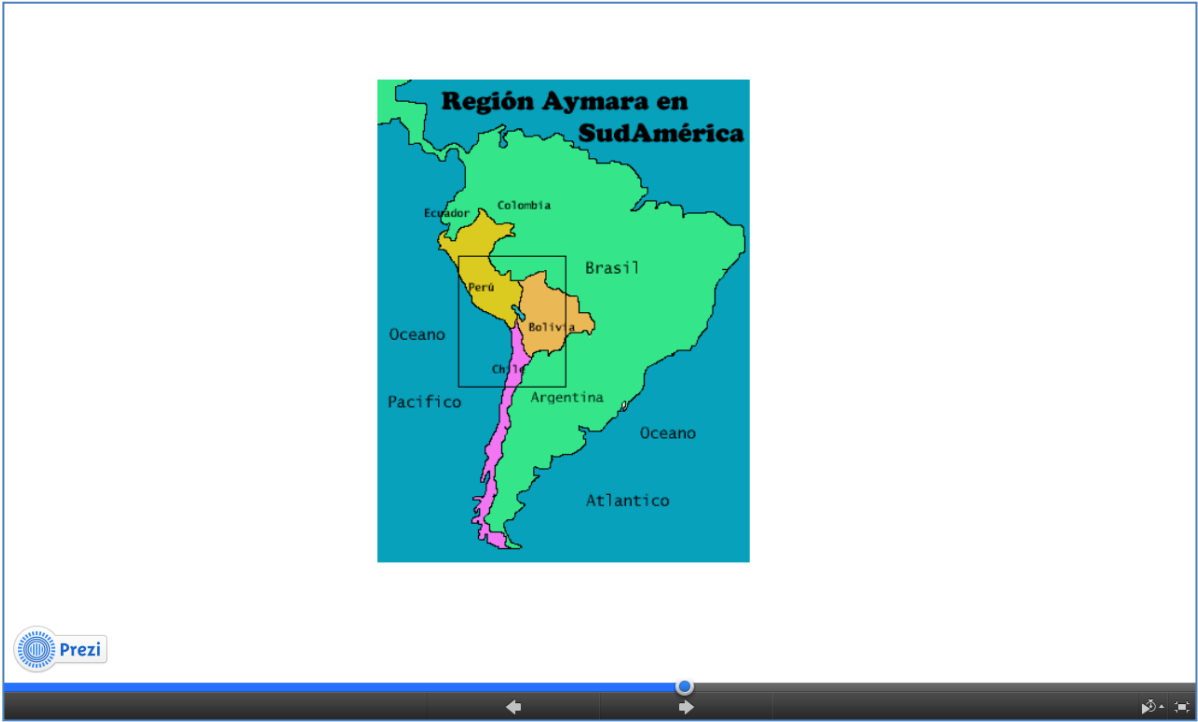 Región Aymara en
SudAmérica
Colombia
Ecuador
Brasil
Perú
Bolivia
Oceano
Chile
Argentina
Pacifico
Oceano
Atlantico
Prezi